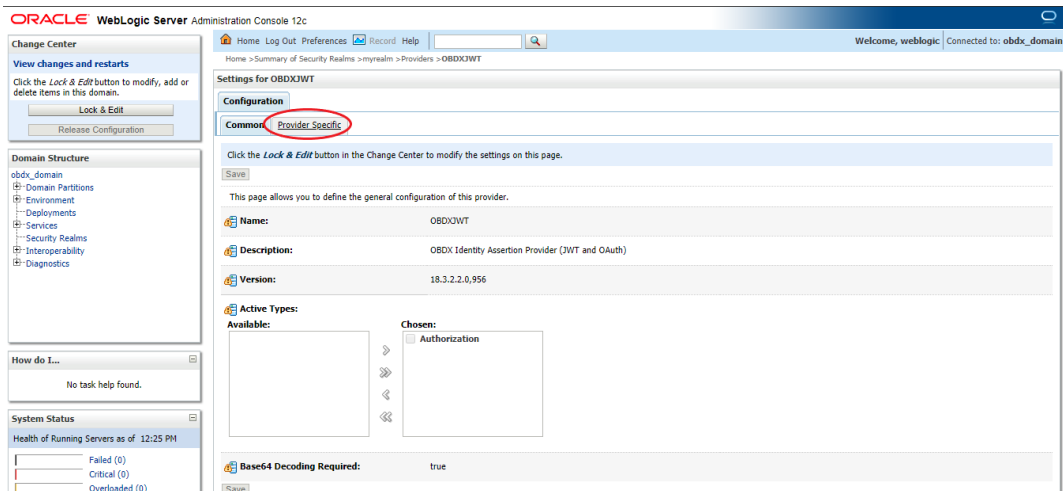 ORACLE WebLogic Server Administration Console 12c
Change Center
View changes and restarts
Click the Lock & Edit button to modify, add or
delete items in this domain.
Lock & Edit
Release Configuration
Domain Structure
obdx_domain
Domain Partitions
Environment
Deployments
Services
Security Realms
Interoperability
Diagnostics
How do I...
No task help found.
System Status
Health of Running Servers as of 12:25 PM
Failed (0)
Critical (0)
Overloaded (0)
Home Log Out Preferences Record Help
Welcome, weblogic Connected to: obdx_domain
Home >Summary of Security Realms >myrealm >Providers >OBDXJWT
Settings for OBDXJWT
Configuration
Common Provider Specific
Click the Lock & Edit button in the Change Center to modify the settings on this page.
Save
This page allows you to define the general configuration of this provider.
Name: OBDXJWT
Description: OBDX Identity Assertion Provider (JWT and OAuth)
Version: 18.3.2.2.0,956
Active Types:
Available: Chosen:
Authorization
Base64 Decoding Required: true
Save